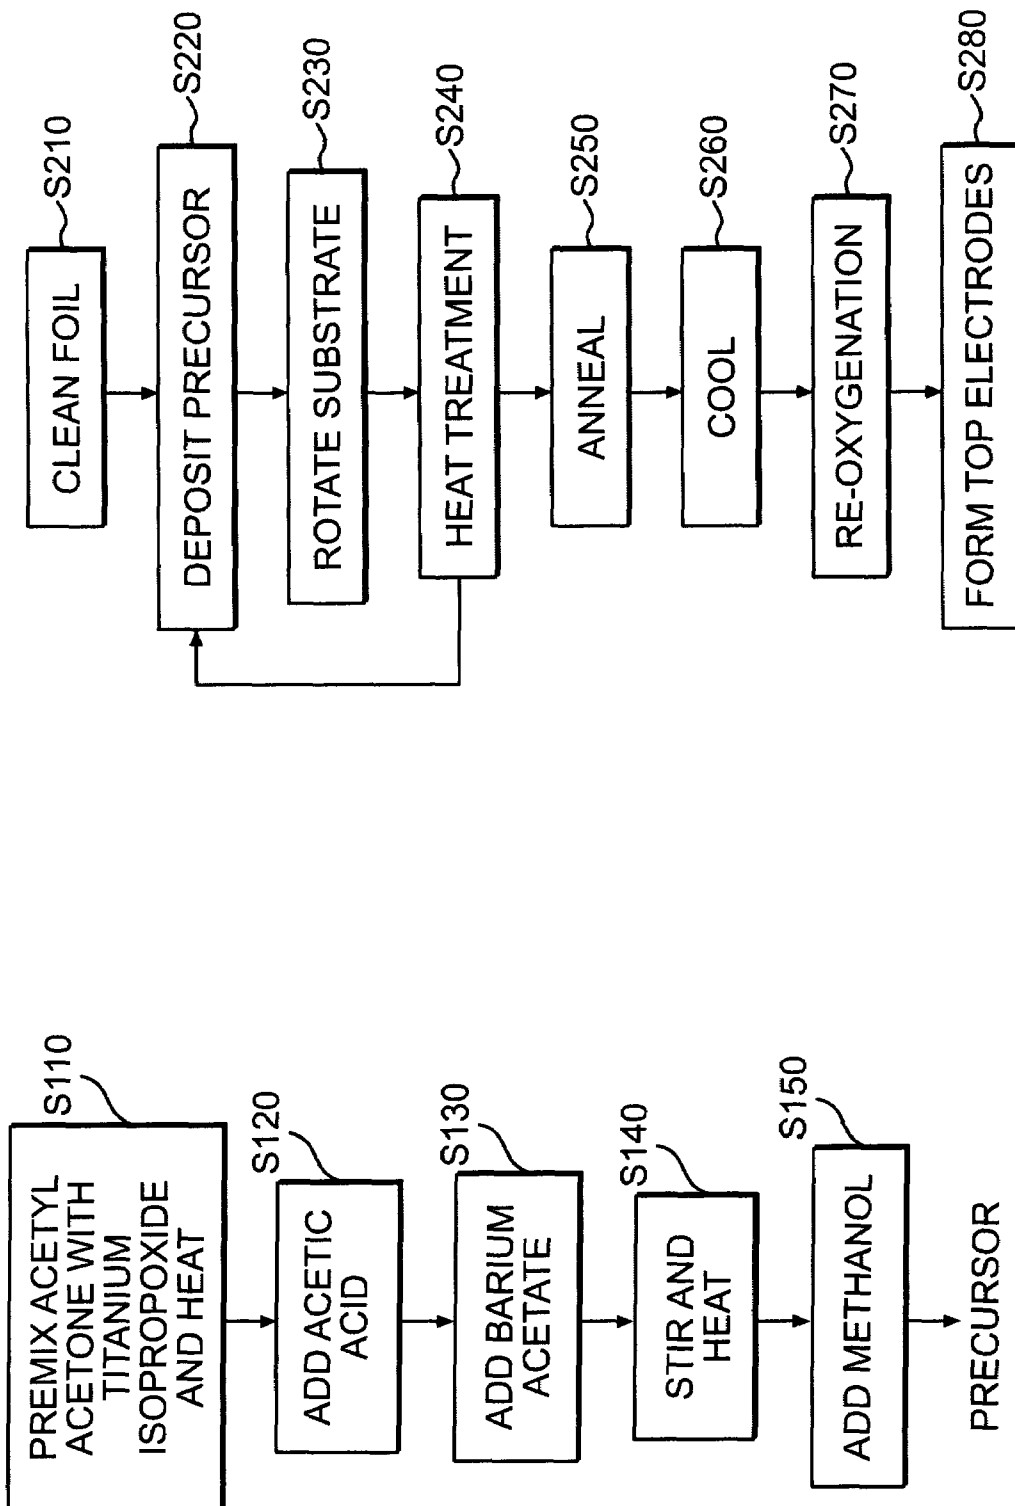 PREMIX ACETYL
ACETONE WITH
TITANIUM
ISOPROPOXIDE
AND HEAT
S110
ADD ACETIC
ACID
S120
ADD BARIUM
ACETATE
S130
STIR AND
HEAT
S140
ADD METHANOL
S150
PRECURSOR
CLEAN FOIL
S210
DEPOSIT PRECURSOR
S220
ROTATE SUBSTRATE
S230
HEAT TREATMENT
S240
ANNEAL
S250
COOL
S260
RE-OXYGENATION
S270
FORM TOP ELECTRODES
S280